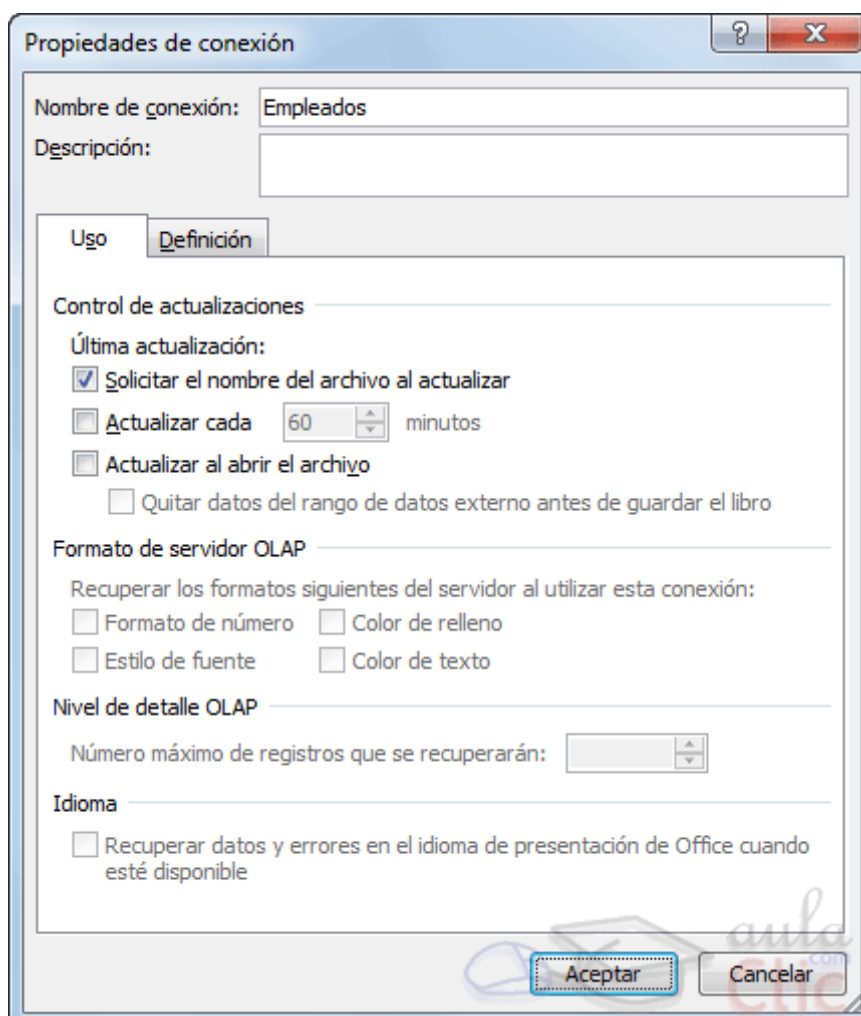 Propiedades de conexión
Nombre de conexión: Empleados
Descripción:
Uso Definición
Control de actualizaciones
Última actualización:
Solicitar el nombre del archivo al actualizar
Actualizar cada 60 minutos
Actualizar al abrir el archivo
Quitar datos del rango de datos externo antes de guardar el libro
Formato de servidor OLAP
Recuperar los formatos siguientes del servidor al utilizar esta conexión:
Formato de número Color de relleno
Estilo de fuente Color de texto
Nivel de detalle OLAP
Número máximo de registros que se recuperarán:
Idioma
Recuperar datos y errores en el idioma de presentación de Office cuando
esté disponible
aula
.com
Clic
Aceptar Cancelar